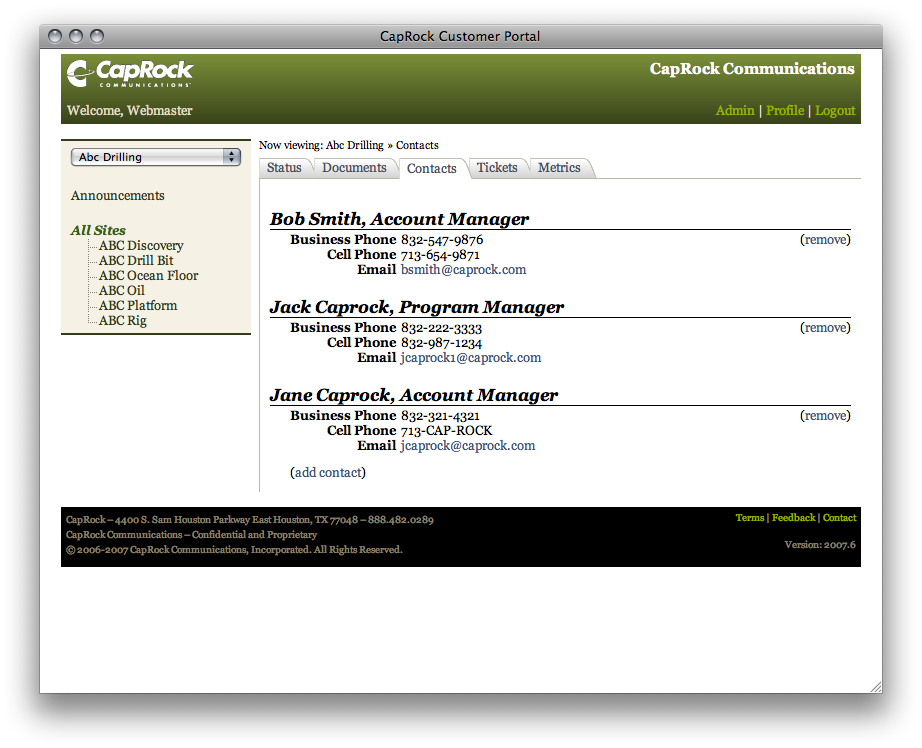 CapRock Customer Portal
CapRock
COMMUNICATIONS
CapRock Communications
Welcome, Webmaster
Admin | Profile | Logout
Abc Drilling
Announcements
All Sites
ABC Discovery
ABC Drill Bit
ABC Ocean Floor
ABC Oil
ABC Platform
ABC Rig
Now viewing: Abc Drilling » Contacts
Status Documents Contacts Tickets Metrics
Bob Smith, Account Manager
Business Phone 832-547-9876 (remove)
Cell Phone 713-654-9871
Email bsmith@caprock.com
Jack Caprock, Program Manager
Business Phone 832-222-3333 (remove)
Cell Phone 832-987-1234
Email jcaprock1@caprock.com
Jane Caprock, Account Manager
Business Phone 832-321-4321 (remove)
Cell Phone 713-CAP-ROCK
Email jcaprock@caprock.com
(add contact)
CapRock – 4400 S. Sam Houston Parkway East Houston, TX 77048 – 888.482.0289
CapRock Communications – Confidential and Proprietary
© 2006-2007 CapRock Communications, Incorporated. All Rights Reserved.
Terms | Feedback | Contact
Version: 2007.6